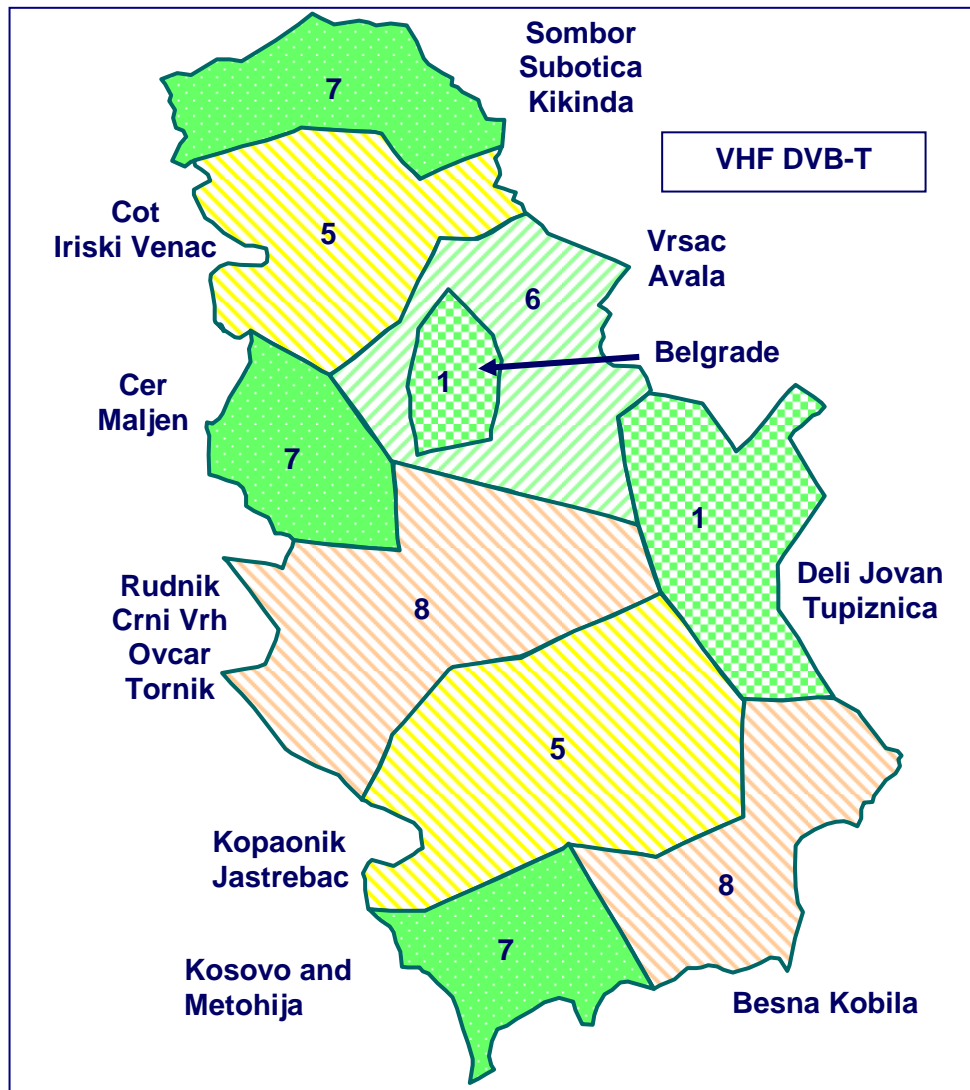 Sombor
Subotica
Kikinda
7
VHF DVB-T
Cot
Iriski Venac
5
Vrsac
Avala
6
Belgrade
1
Cer
Maljen
7
1
Deli Jovan
Tupiznica
Rudnik
Crni Vrh
Ovcar
Tornik
8
5
Kopaonik
Jastrebac
8
Kosovo and
Metohija
7
Besna Kobila